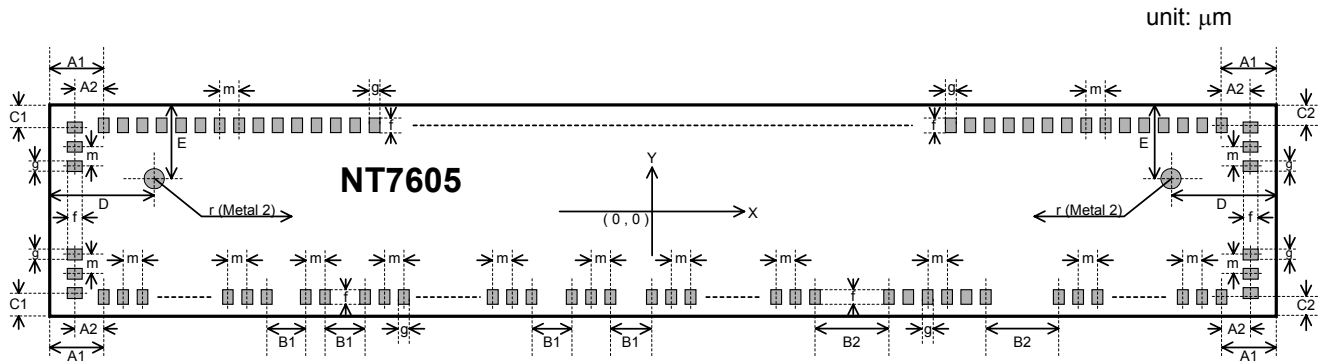 unit: μm
A1 A1
A2 A2
m g g m
C1 E f f E C2
m m
g g
NT7605
Y
D r (Metal 2) (0,0) X r (Metal 2) D
f f
g m m m m m m m m m m m m g
C1 f f C2
A2 g g A2
A1 B1 B1 B1 B1 B2 B2 A1